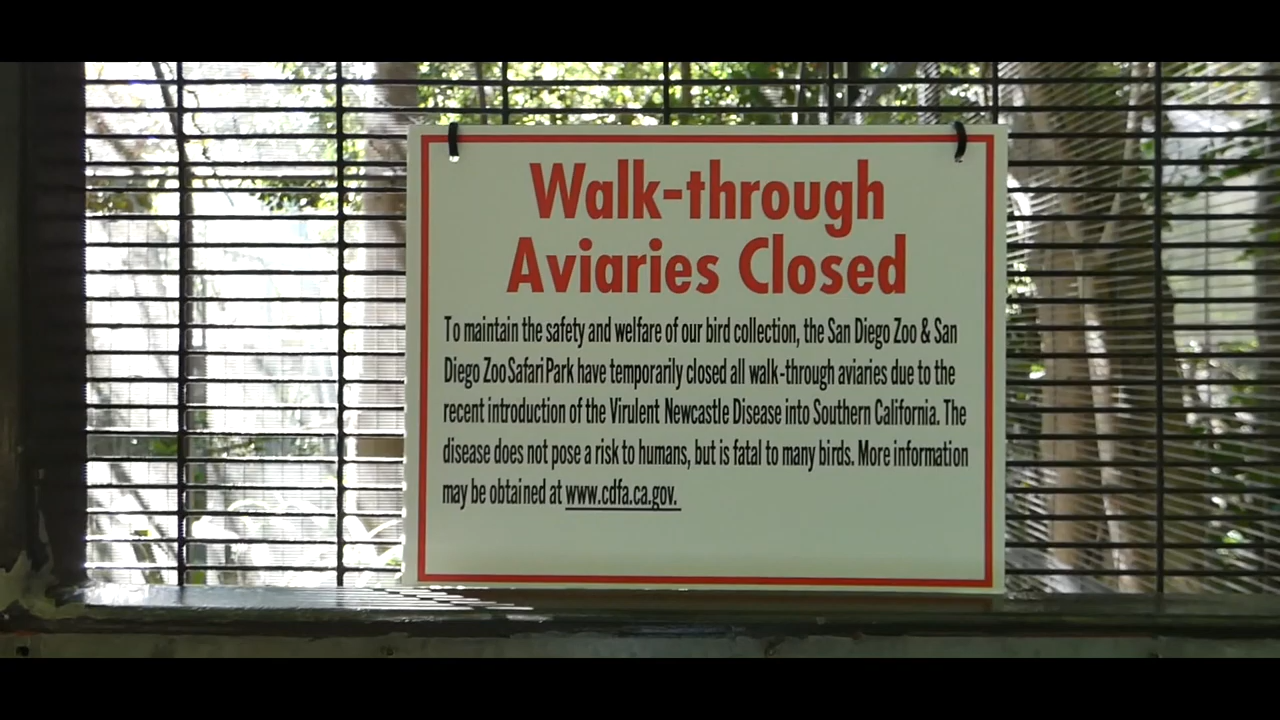 Walk-through
Aviaries Closed
To maintain the safety and welfare of our bird collection, the San Diego Zoo & San
Diego Zoo Safari Park have temporarily closed all walk-through aviaries due to the
recent introduction of the Virulent Newcastle Disease into Southern California. The
disease does not pose a risk to humans, but is fatal to many birds. More information
may be obtained at www.cdfa.ca.gov.